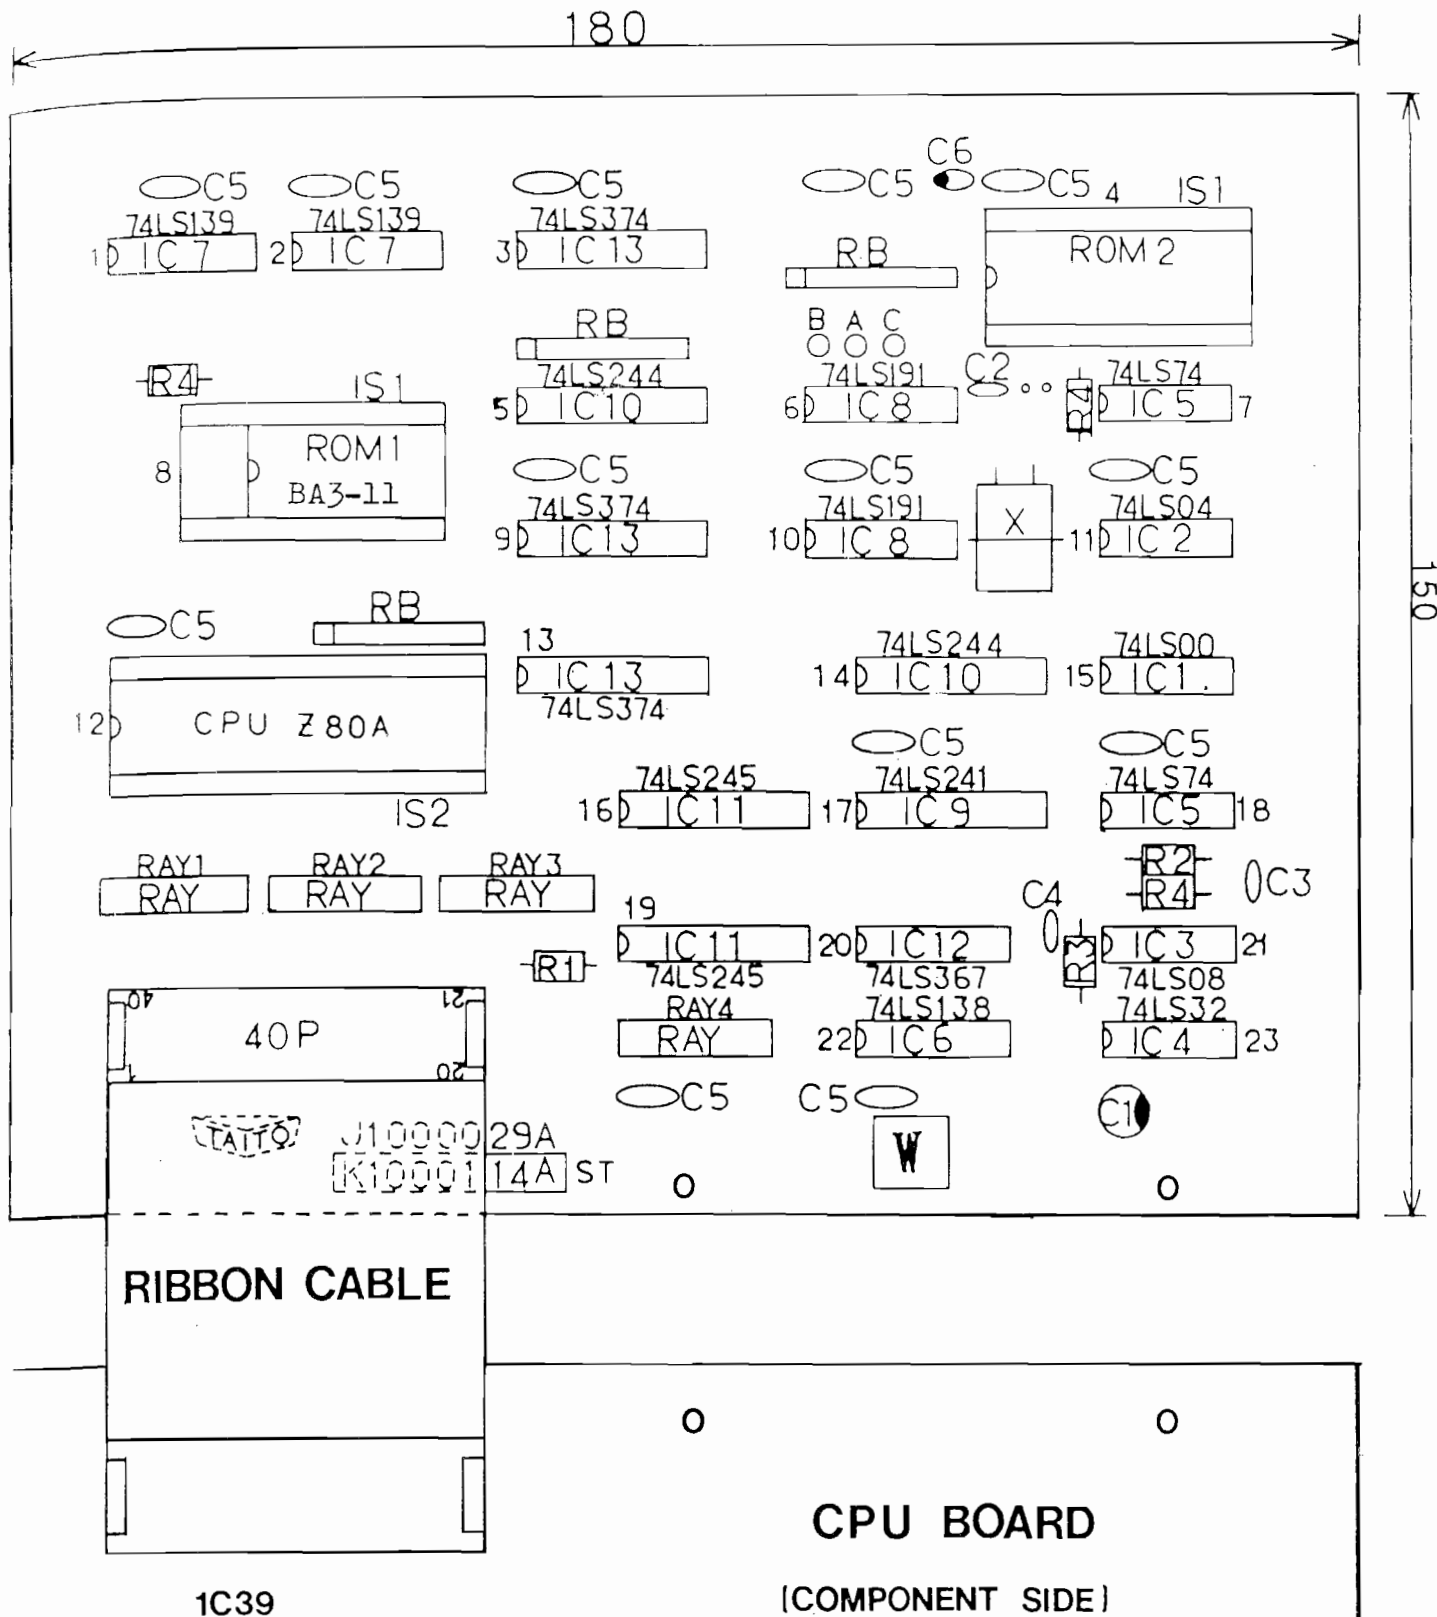 180
150
C5 C5 C5 C5 C6 C5 4 IS1
74LS139 74LS139 74LS374
1 IC7 2 IC7 3 IC13 RB ROM2
RB B A C
R4 IS1 74LS244 74LS191 C2 74LS74
5 IC10 6 IC8 R4 IC5 7
8 ROM1 C5 C5 C5
BA3-11 74LS374 74LS191 X 74LS04
9 IC13 10 IC8 11 IC2
C5 RB 13 74LS244 74LS00
IC13 14 IC10 15 IC1.
12 CPU Z80A 74LS374
C5 C5
74LS245 74LS241 74LS74
IS2 16 IC11 17 IC9 IC5 18
RAY1 RAY2 RAY3 R2
RAY RAY RAY R4 C3
19 C4
R1 IC11 20 IC12 R3 IC3 21
74LS245 74LS367 74LS08
40 21 RAY4 74LS138 74LS32
40P RAY 22 IC6 IC4 23
1 20
C5 C5 C1
TAITO J1000029A
K1000114A ST W
RIBBON CABLE
CPU BOARD
1C39 (COMPONENT SIDE)